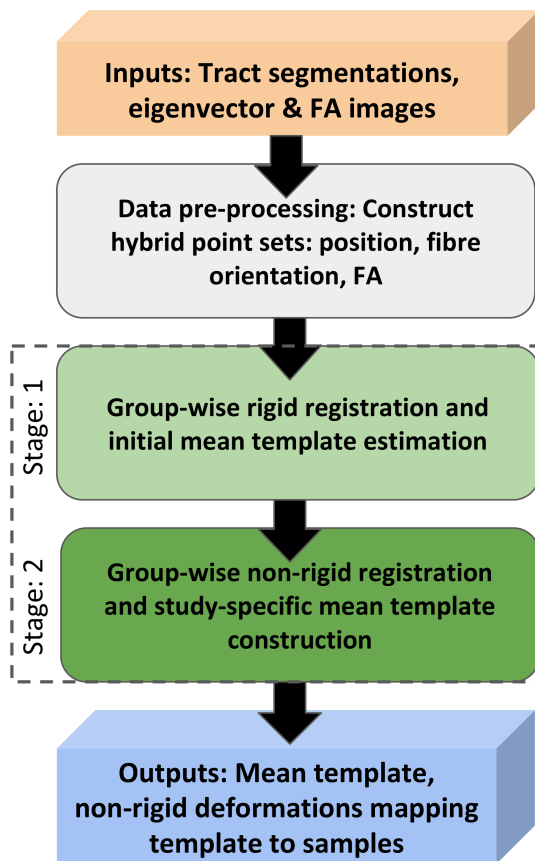 Inputs: Tract segmentations,
eigenvector & FA images
Data pre-processing: Construct
hybrid point sets: position, fibre
orientation, FA
Stage: 1
Group-wise rigid registration and
initial mean template estimation
Stage: 2
Group-wise non-rigid registration
and study-specific mean template
construction
Outputs: Mean template,
non-rigid deformations mapping
template to samples